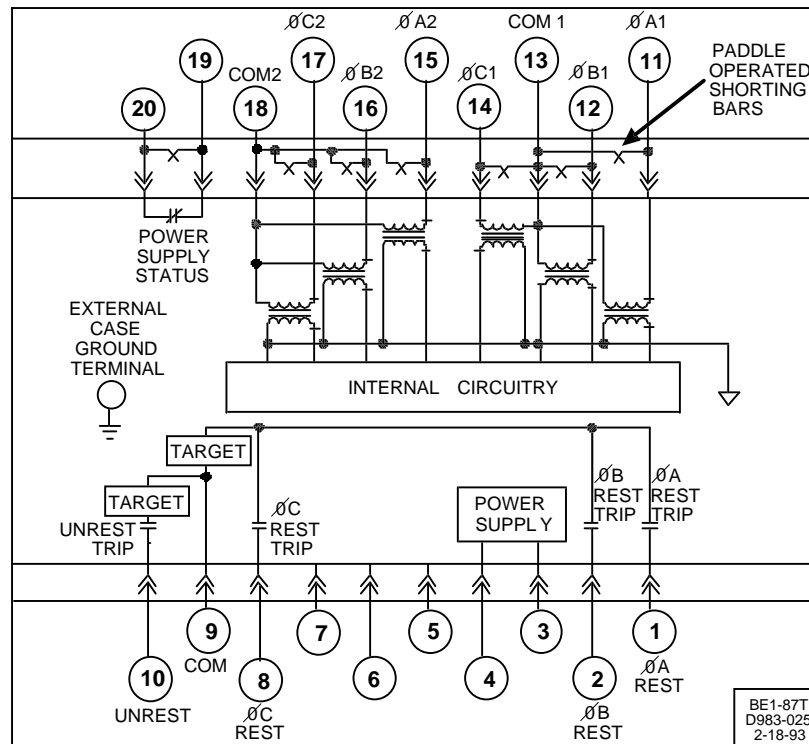 ØC2
ØA2
COM 1
ØA1
19
17
15
13
11
COM2
ØB2
ØC1
ØB1
PADDLE
OPERATED
SHORTING
BARS
20
18
16
14
12
POWER
SUPPLY
STATUS
EXTERNAL
CASE
GROUND
TERMINAL
INTERNAL CIRCUITRY
TARGET
TARGET
UNREST
TRIP
ØC
REST
TRIP
POWER
SUPPLY
ØB
REST
TRIP
ØA
REST
TRIP
9
7
5
3
1
COM
ØA
REST
10
8
6
4
2
UNREST
ØC
REST
ØB
REST
BE1-87T
D983-025
2-18-93